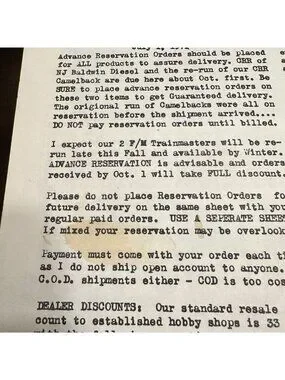 Advance Reservation Orders should be placed
for ALL products to assure delivery. CBR of
NJ Baldwin Diesel and the re-run of our CBR
Camelback are due here about Oct. first. Be
SURE to place advance reservation orders on
these two items to get Guaranteed delivery.
The origional run of Camelbacks were all on
reservation before the shipment arrived....
DO NOT pay reservation orders until billed.
I expect our 2 F/M Trainmasters will be re-
run late this Fall and available by Winter.
ADVANCE RESERVATION is advisable and orders
received by Oct. 1 will take FULL discount.
Please do not place Reservation Orders fo
future delivery on the same sheet with you
regular paid orders. USE A SEPERATE SHEE
If mixed your reservation may be overlook
Payment must come with your order each ti
as I do not ship open account to anyone.
C.O.D. shipments either - COD is too cos
DEALER DISCOUNTS: Our standard resale
count to established hobby shops is 33